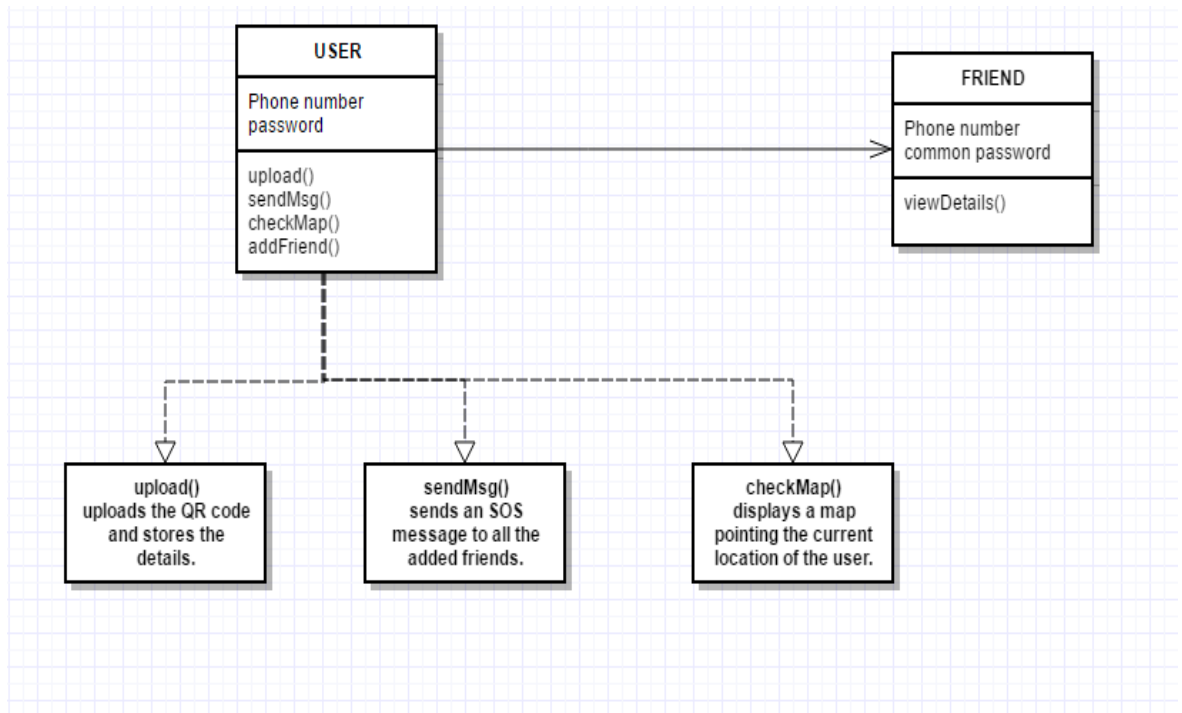 USER
Phone number
password
upload()
sendMsg()
checkMap()
addFriend()
FRIEND
Phone number
common password
viewDetails()
upload()
uploads the QR code
and stores the
details.
sendMsg()
sends an SOS
message to all the
added friends.
checkMap()
displays a map
pointing the current
location of the user.